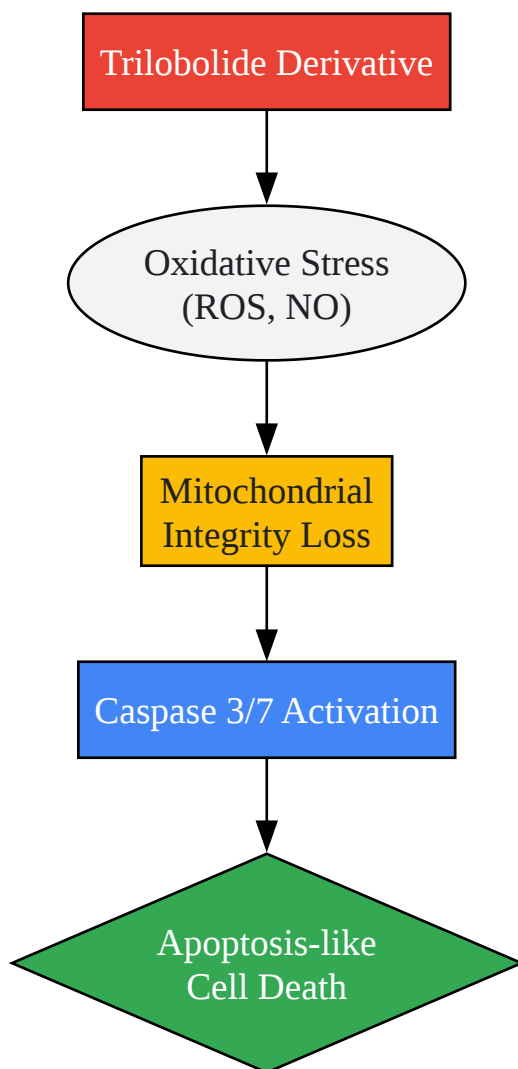 Trilobolide Derivative
Oxidative Stress
(ROS, NO)
Mitochondrial
Integrity Loss
Caspase 3/7 Activation
Apoptosis-like
Cell Death